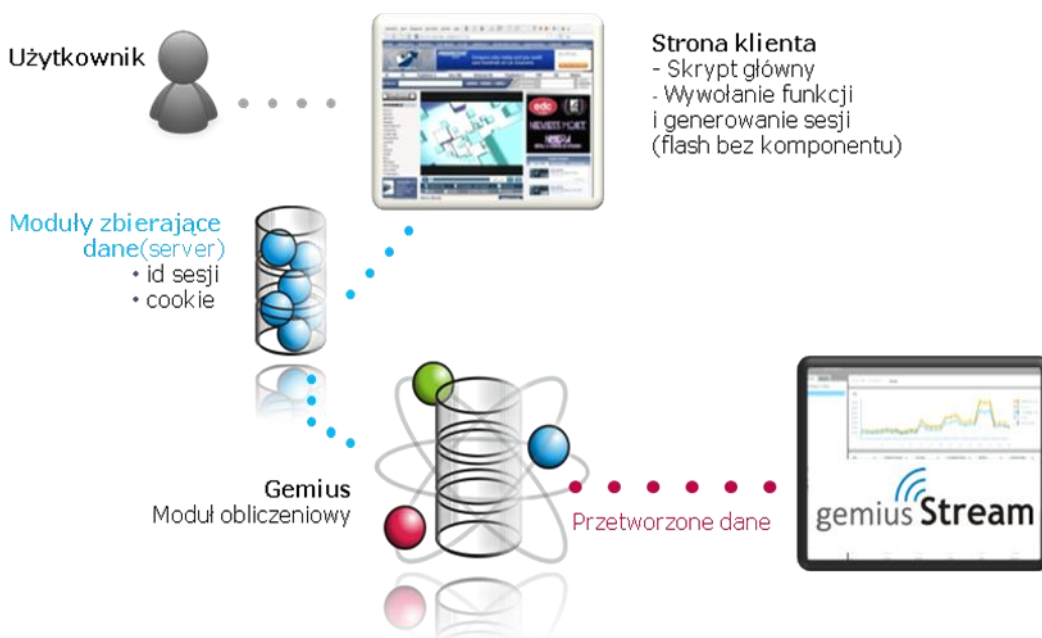 Użytkownik
Strona klienta
- Skrypt główny
- Wywołanie funkcji
i generowanie sesji
(flash bez komponentu)
edc
Moduły zbierające
dane(server)
• id sesji
• cookie
Gemius
Moduł obliczeniowy
Przetworzone dane
gemius Stream